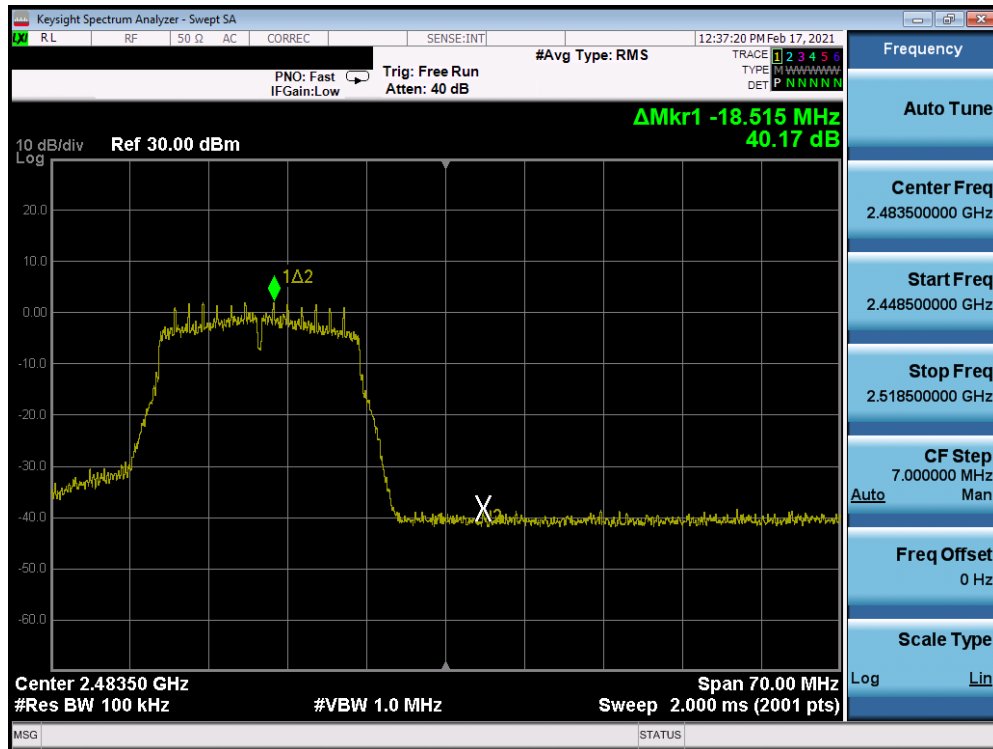 Keysight Spectrum Analyzer - Swept SA
LXI RL RF 50 Ω AC CORREC SENSE:INT 12:37:20 PM Feb 17, 2021
#Avg Type: RMS
TRACE 1 2 3 4 5 6
TYPE M W W W W W
DET P N N N N N
PNO: Fast
IFGain:Low
Trig: Free Run
Atten: 40 dB
ΔMkr1 -18.515 MHz
40.17 dB
10 dB/div
Log
Ref 30.00 dBm
20.0
10.0
0.00
-10.0
-20.0
-30.0
-40.0
-50.0
-60.0
1Δ2
X
Center 2.48350 GHz
Span 70.00 MHz
#Res BW 100 kHz
#VBW 1.0 MHz
Sweep 2.000 ms (2001 pts)
MSG
STATUS
Frequency
Auto Tune
Center Freq
2.483500000 GHz
Start Freq
2.448500000 GHz
Stop Freq
2.518500000 GHz
CF Step
7.000000 MHz
Auto Man
Freq Offset
0 Hz
Scale Type
Log Lin